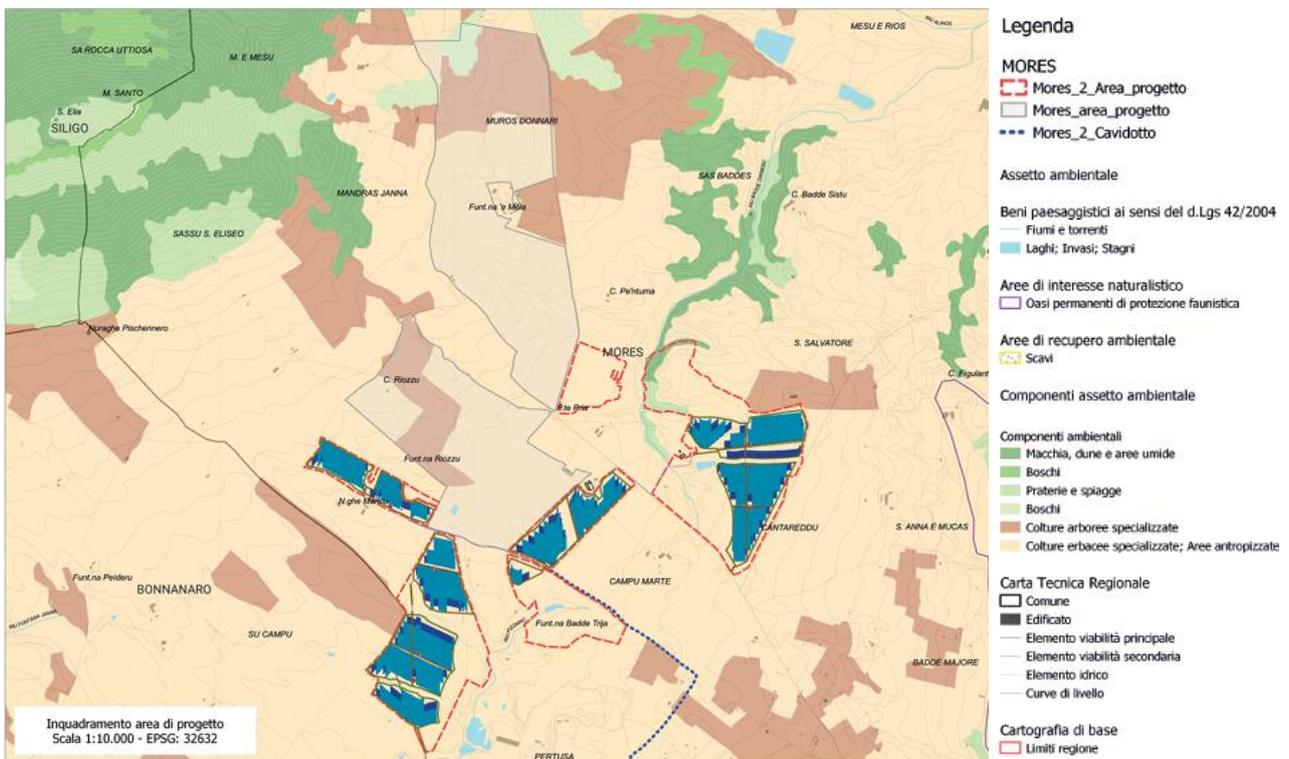 SA ROCCA UTTIOSA
M. E MESU
MESU E RIOS
M. SANTO
S. Elia
SILIGO
MUROS DONNARI
SAS BADDES
MANDRAS JANNA
C. Badde Sistu
Funt.na 'e Mela
SASSU S. ELISEO
C. Pe'ntuma
Nuraghe Pischennero
MORES
S. SALVATORE
C. Riozzu
Funt.na Riozzu
CANTAREDDU
S. ANNA E MUCAS
CAMPU MARTE
Funt.na Peideru
BONNANARO
RIU FUNTANA JANNA
Funt.na Badde Trija
SU CAMPU
BADDE MAJORE
PERTUSA
Inquadramento area di progetto
Scala 1:10.000 - EPSG: 32632
Legenda
MORES
Mores_2_Area_progetto
Mores_area_progetto
Mores_2_Cavidotto
Assetto ambientale
Beni paesaggistici ai sensi del d.Lgs 42/2004
Fiumi e torrenti
Laghi; Invasi; Stagni
Aree di interesse naturalistico
Oasi permanenti di protezione faunistica
Aree di recupero ambientale
Scavi
Componenti assetto ambientale
Componenti ambientali
Macchia, dune e aree umide
Boschi
Praterie e spiagge
Boschi
Colture arboree specializzate
Colture erbacee specializzate; Aree antropizzate
Carta Tecnica Regionale
Comune
Edificato
Elemento viabilità principale
Elemento viabilità secondaria
Elemento idrico
Curve di livello
Cartografia di base
Limiti regione